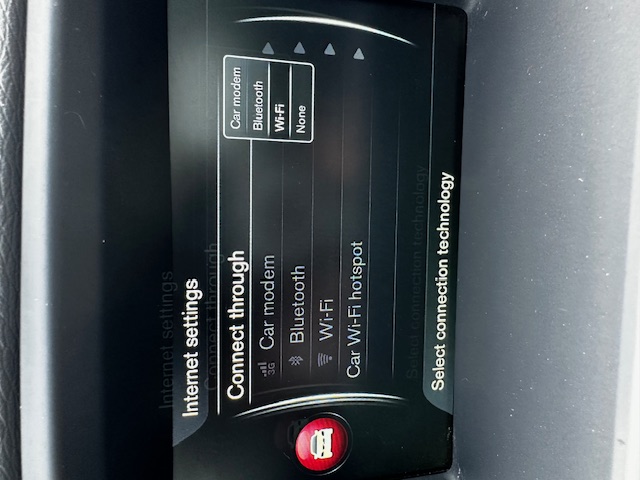 Internet settings
Connect through
Car modem
Bluetooth
Wi-Fi
None
3G Car modem
Bluetooth
Wi-Fi
Car Wi-Fi hotspot
Select connection technology